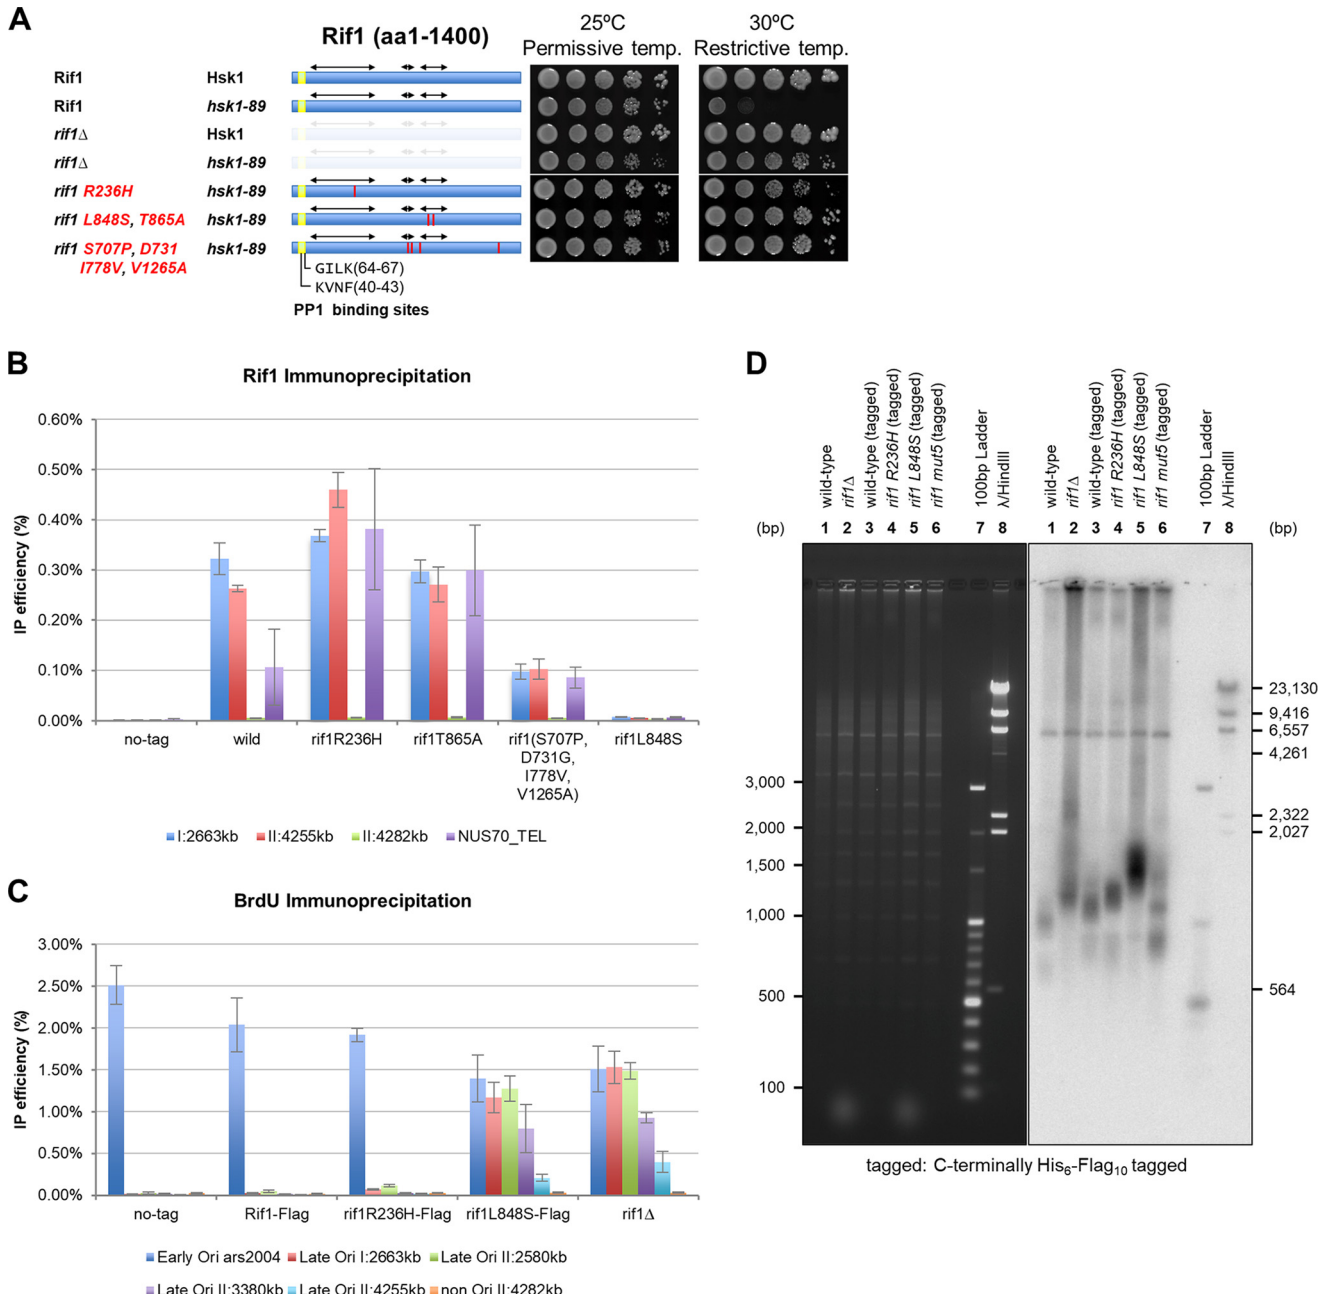 A
Rif1 (aa1-1400)
25ºC
Permissive temp.
30ºC
Restrictive temp.
Rif1 Hsk1
Rif1 hsk1-89
rif1Δ Hsk1
rif1Δ hsk1-89
rif1 R236H hsk1-89
rif1 L848S, T865A hsk1-89
rif1 S707P, D731 hsk1-89
I778V, V1265A
GILK(64-67)
KVNF(40-43)
PP1 binding sites
B
Rif1 Immunoprecipitation
IP efficiency (%)
0.60%
0.50%
0.40%
0.30%
0.20%
0.10%
0.00%
no-tag wild rif1R236H rif1T865A rif1(S707P, rif1L848S
D731G,
I778V,
V1265A)
I:2663kb II:4255kb II:4282kb NUS70_TEL
C
BrdU Immunoprecipitation
IP efficiency (%)
3.00%
2.50%
2.00%
1.50%
1.00%
0.50%
0.00%
no-tag Rif1-Flag rif1R236H-Flag rif1L848S-Flag rif1Δ
Early Ori ars2004 Late Ori I:2663kb Late Ori II:2580kb
Late Ori II:3380kb Late Ori II:4255kb non Ori II:4282kb
D
wild-type
rif1Δ
wild-type (tagged)
rif1 R236H (tagged)
rif1 L848S (tagged)
rif1 mut5 (tagged)
100bp Ladder
λ/HindIII
wild-type
rif1Δ
wild-type (tagged)
rif1 R236H (tagged)
rif1 L848S (tagged)
rif1 mut5 (tagged)
100bp Ladder
λ/HindIII
(bp) 1 2 3 4 5 6 7 8 1 2 3 4 5 6 7 8 (bp)
3,000
2,000
1,500
1,000
500
100
23,130
9,416
6,557
4,261
2,322
2,027
564
tagged: C-terminally His6-Flag10 tagged